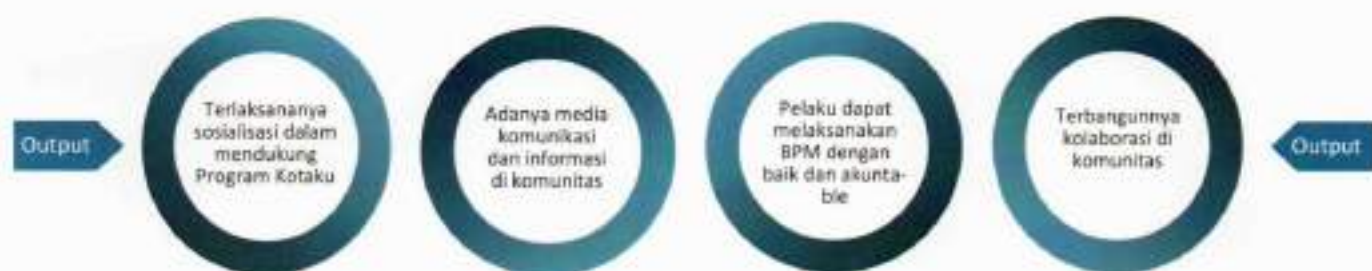 Output
Terlaksananya
sosialisasi dalam
mendukung
Program Kotaku
Adanya media
komunikasi
dan informasi
di komunitas
Pelaku dapat
melaksanakan
BPM dengan
baik dan akunta-
ble
Terbangunnya
kolaborasi di
komunitas
Output